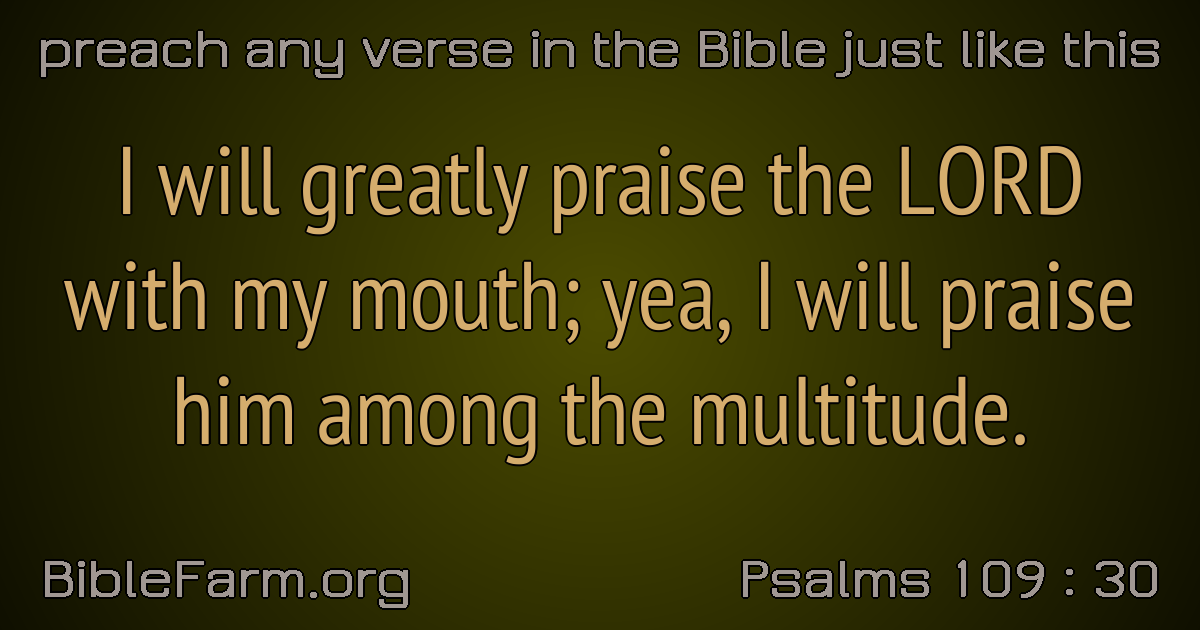 preach any verse in the Bible just like this
I will greatly praise the LORD
with my mouth; yea, I will praise
him among the multitude.
BibleFarm.org
Psalms 109 : 30